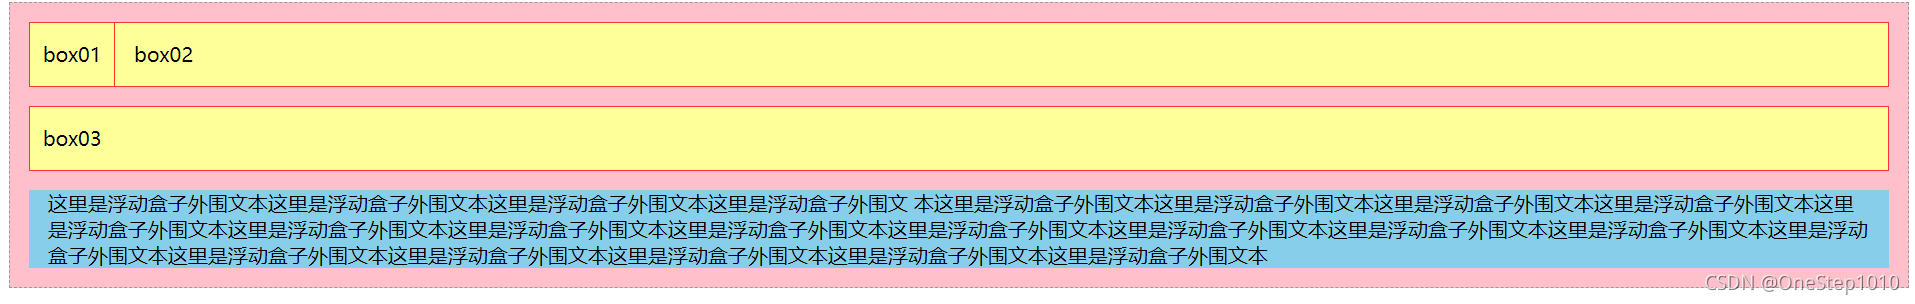 box01 box02
box03
这里是浮动盒子外围文本这里是浮动盒子外围文本这里是浮动盒子外围文本这里是浮动盒子外围文 本这里是浮动盒子外围文本这里是浮动盒子外围文本这里是浮动盒子外围文本这里是浮动盒子外围文本这里
是浮动盒子外围文本这里是浮动盒子外围文本这里是浮动盒子外围文本这里是浮动盒子外围文本这里是浮动盒子外围文本这里是浮动盒子外围文本这里是浮动盒子外围文本这里是浮动盒子外围文本这里是浮动
盒子外围文本这里是浮动盒子外围文本这里是浮动盒子外围文本这里是浮动盒子外围文本这里是浮动盒子外围文本这里是浮动盒子外围文本
CSDN @OneStep1010